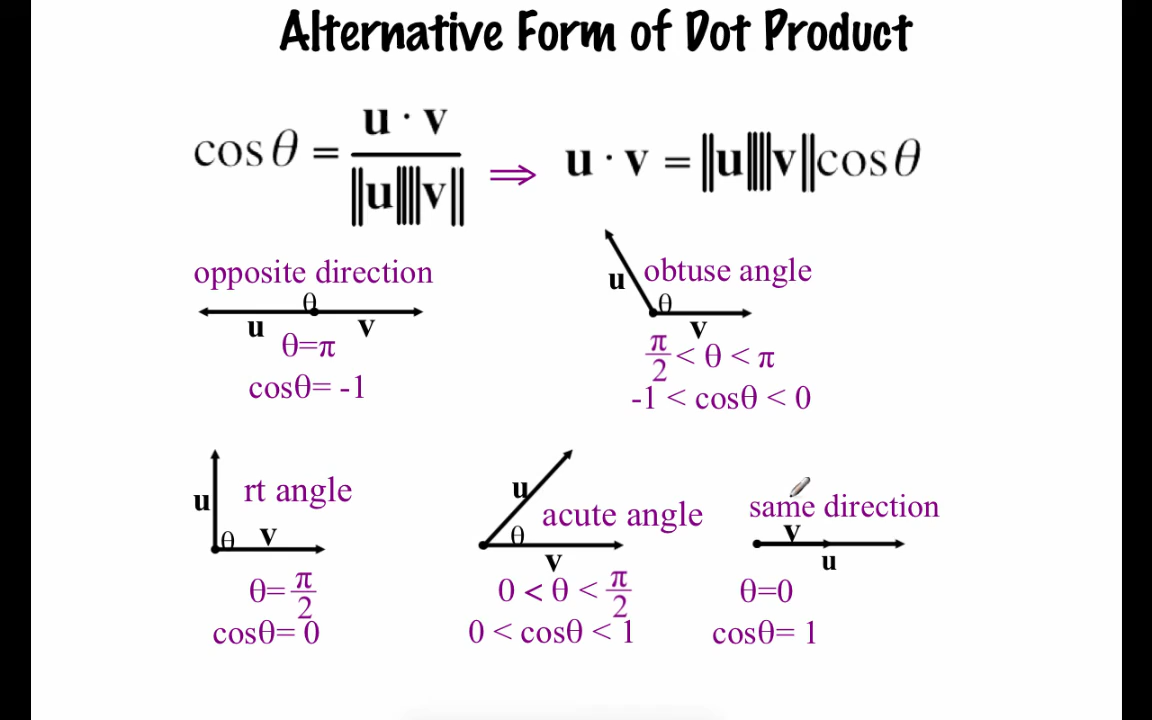 Alternative Form of Dot Product
cos θ = u · v / ‖u‖‖v‖ ⇒ u · v = ‖u‖‖v‖cos θ
opposite direction
θ
u v
θ=π
cosθ= -1
obtuse angle
u
θ
v
π/2 < θ < π
-1 < cosθ < 0
rt angle
u
θ v
θ= π/2
cosθ= 0
u
acute angle
θ
v
0 < θ < π/2
0 < cosθ < 1
same direction
v
u
θ=0
cosθ= 1